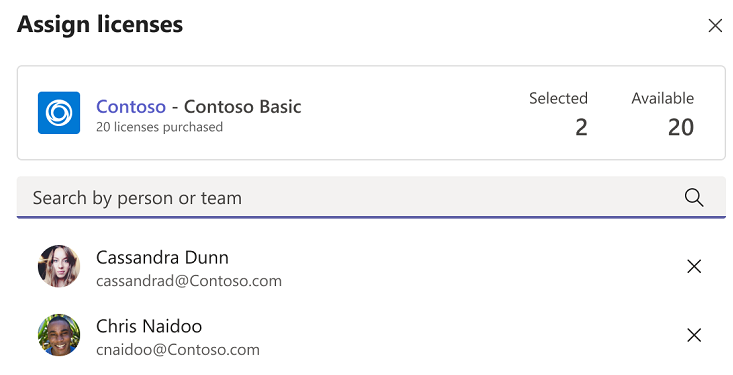 Assign licenses
Contoso - Contoso Basic
20 licenses purchased
Selected
2
Available
20
Search by person or team
Cassandra Dunn
cassandrad@Contoso.com
Chris Naidoo
cnaidoo@Contoso.com